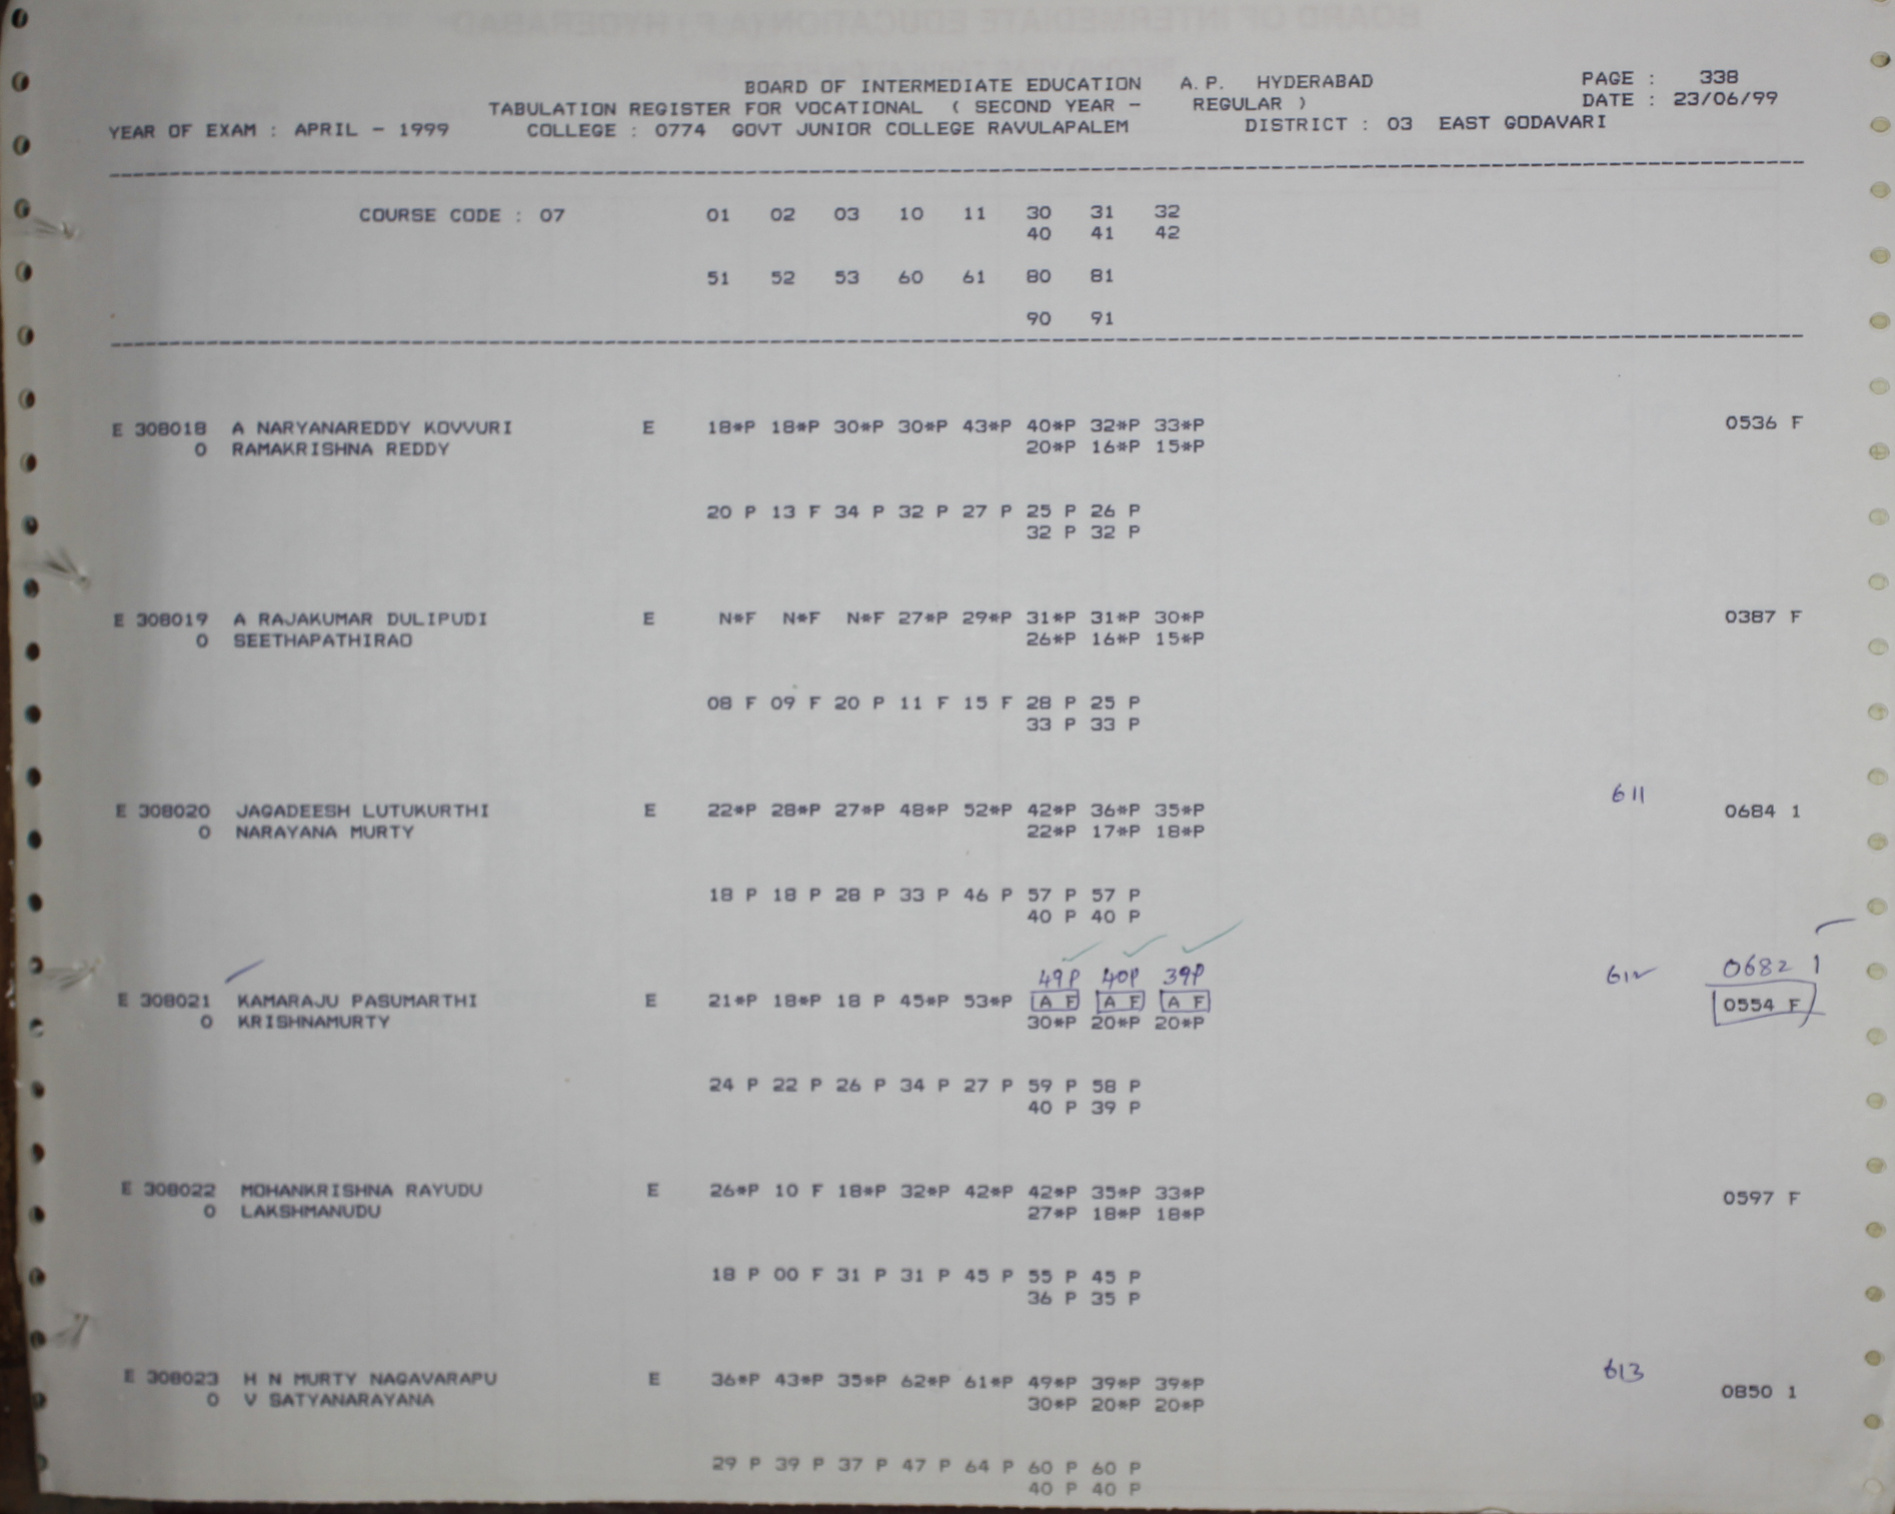 BOARD OF INTERMEDIATE EDUCATION A.P. HYDERABAD PAGE : 338
TABULATION REGISTER FOR VOCATIONAL ( SECOND YEAR - REGULAR ) DATE : 23/06/99
YEAR OF EXAM : APRIL - 1999 COLLEGE : 0774 GOVT JUNIOR COLLEGE RAVULAPALEM DISTRICT : 03 EAST GODAVARI
COURSE CODE : 07 01 02 03 10 11 30 31 32
40 41 42
51 52 53 60 61 80 81
90 91
E 308018 A NARYANAREDDY KOVVURI E 18*P 18*P 30*P 30*P 43*P 40*P 32*P 33*P 0536 F
0 RAMAKRISHNA REDDY 20*P 16*P 15*P
20 P 13 F 34 P 32 P 27 P 25 P 26 P
32 P 32 P
E 308019 A RAJAKUMAR DULIPUDI E N*F N*F N*F 27*P 29*P 31*P 31*P 30*P 0387 F
0 SEETHAPATHIRAO 26*P 16*P 15*P
08 F 09 F 20 P 11 F 15 F 28 P 25 P
33 P 33 P
611
E 308020 JAGADEESH LUTUKURTHI E 22*P 28*P 27*P 48*P 52*P 42*P 36*P 35*P 0684 1
0 NARAYANA MURTY 22*P 17*P 18*P
18 P 18 P 28 P 33 P 46 P 57 P 57 P
40 P 40 P
49P 40P 39P 612 0682 1
E 308021 KAMARAJU PASUMARTHI E 21*P 18*P 18 P 45*P 53*P A F A F A F 0554 F
0 KRISHNAMURTY 30*P 20*P 20*P
24 P 22 P 26 P 34 P 27 P 59 P 58 P
40 P 39 P
E 308022 MOHANKRISHNA RAYUDU E 26*P 10 F 18*P 32*P 42*P 42*P 35*P 33*P 0597 F
0 LAKSHMANUDU 27*P 18*P 18*P
18 P 00 F 31 P 31 P 45 P 55 P 45 P
36 P 35 P
613
E 308023 H N MURTY NAGAVARAPU E 36*P 43*P 35*P 62*P 61*P 49*P 39*P 39*P 0850 1
0 V SATYANARAYANA 30*P 20*P 20*P
29 P 39 P 37 P 47 P 64 P 60 P 60 P
40 P 40 P